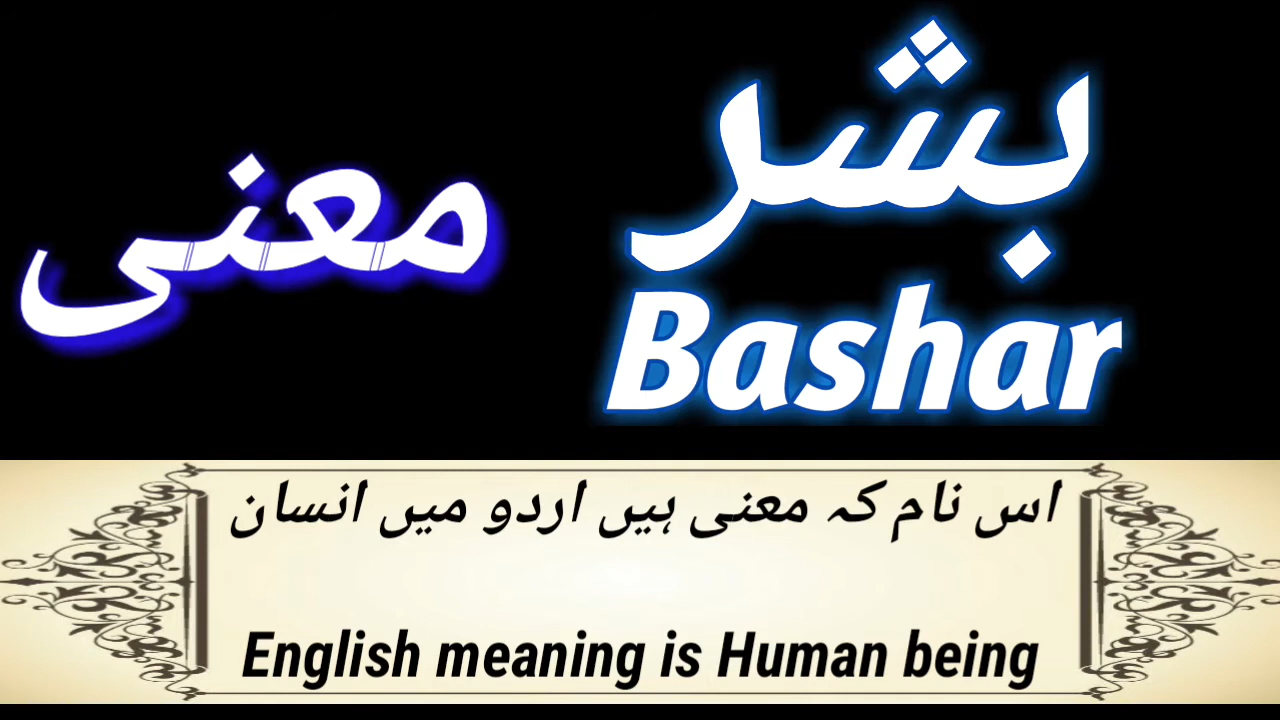 بشر
معنی
Bashar
اس نام کہ معنی ہیں اردو میں انسان
English meaning is Human being